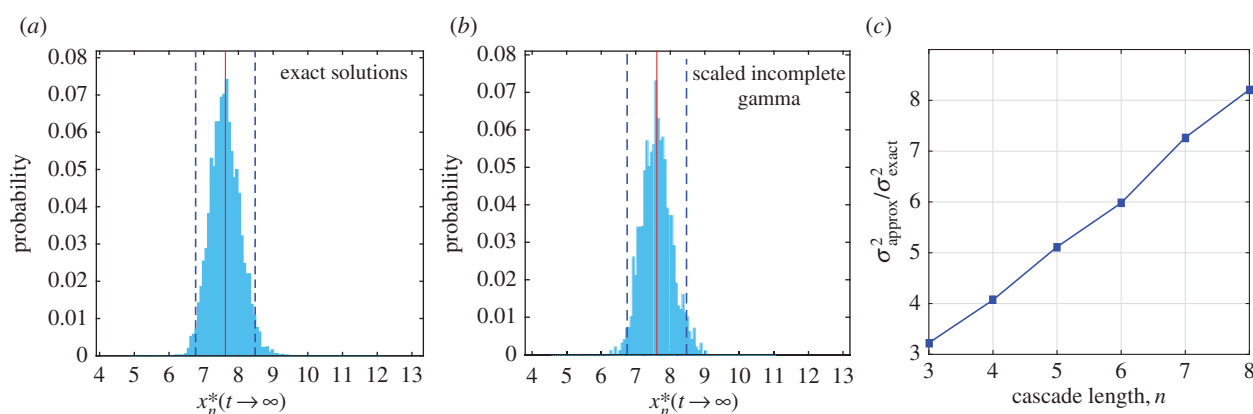 (a)
0.08
0.07
0.06
0.05
0.04
0.03
0.02
0.01
0
probability
exact solutions
4 5 6 7 8 9 10 11 12 13
x*n(t → ∞)
(b)
0.08
0.07
0.06
0.05
0.04
0.03
0.02
0.01
0
probability
scaled incomplete
gamma
4 5 6 7 8 9 10 11 12 13
x*n(t → ∞)
(c)
8
7
6
5
4
3
σ²approx/σ²exact
3 4 5 6 7 8
cascade length, n